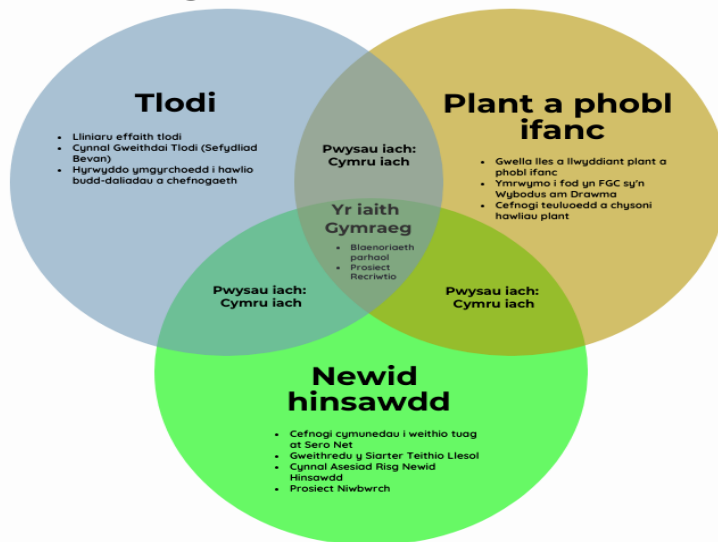 Tlodi
• Lliniaru effaith tlodi
• Cynnal Gweithdai Tlodi (Sefydliad
Bevan)
• Hyrwyddo ymgyrchoedd i hawlio
budd-daliadau a chefnogaeth
Plant a phobl
ifanc
• Gwella lles a llwyddiant plant a
phobl ifanc
• Ymrwymo i fod yn FGC sy'n
Wybodus am Drawma
• Cefnogi teuluoedd a chysoni
hawliau plant
Pwysau iach:
Cymru iach
Yr iaith
Gymraeg
• Blaenoriaeth
parhaol
• Prosiect
Recriwtio
Pwysau iach:
Cymru iach
Pwysau iach:
Cymru iach
Newid
hinsawdd
• Cefnogi cymunedau i weithio tuag
at Sero Net
• Gweithredu y Siarter Teithio Llesol
• Cynnal Asesiad Risg Newid
Hinsawdd
• Prosiect Niwbwrch